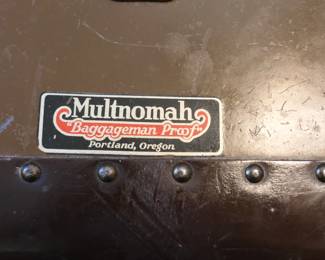 Multnomah
"Baggageman Proof"
Portland, Oregon